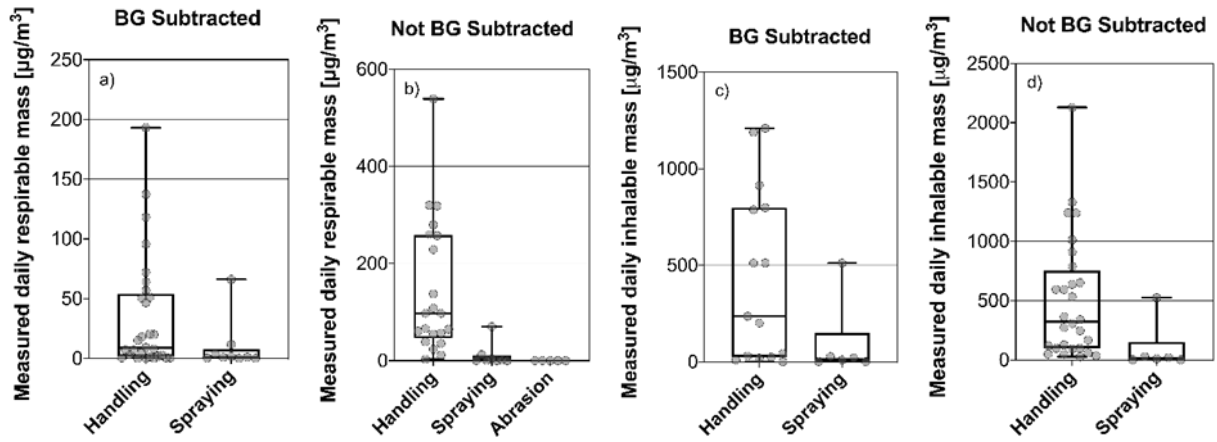 BG Subtracted
Measured daily respirable mass [µg/m³]
a)
250
200
150
100
50
0
Handling
Spraying
Not BG Subtracted
Measured daily respirable mass [µg/m³]
b)
600
400
200
0
Handling
Spraying
Abrasion
BG Subtracted
Measured daily inhalable mass [µg/m³]
c)
1500
1000
500
0
Handling
Spraying
Not BG Subtracted
Measured daily inhalable mass [µg/m³]
d)
2500
2000
1500
1000
500
0
Handling
Spraying